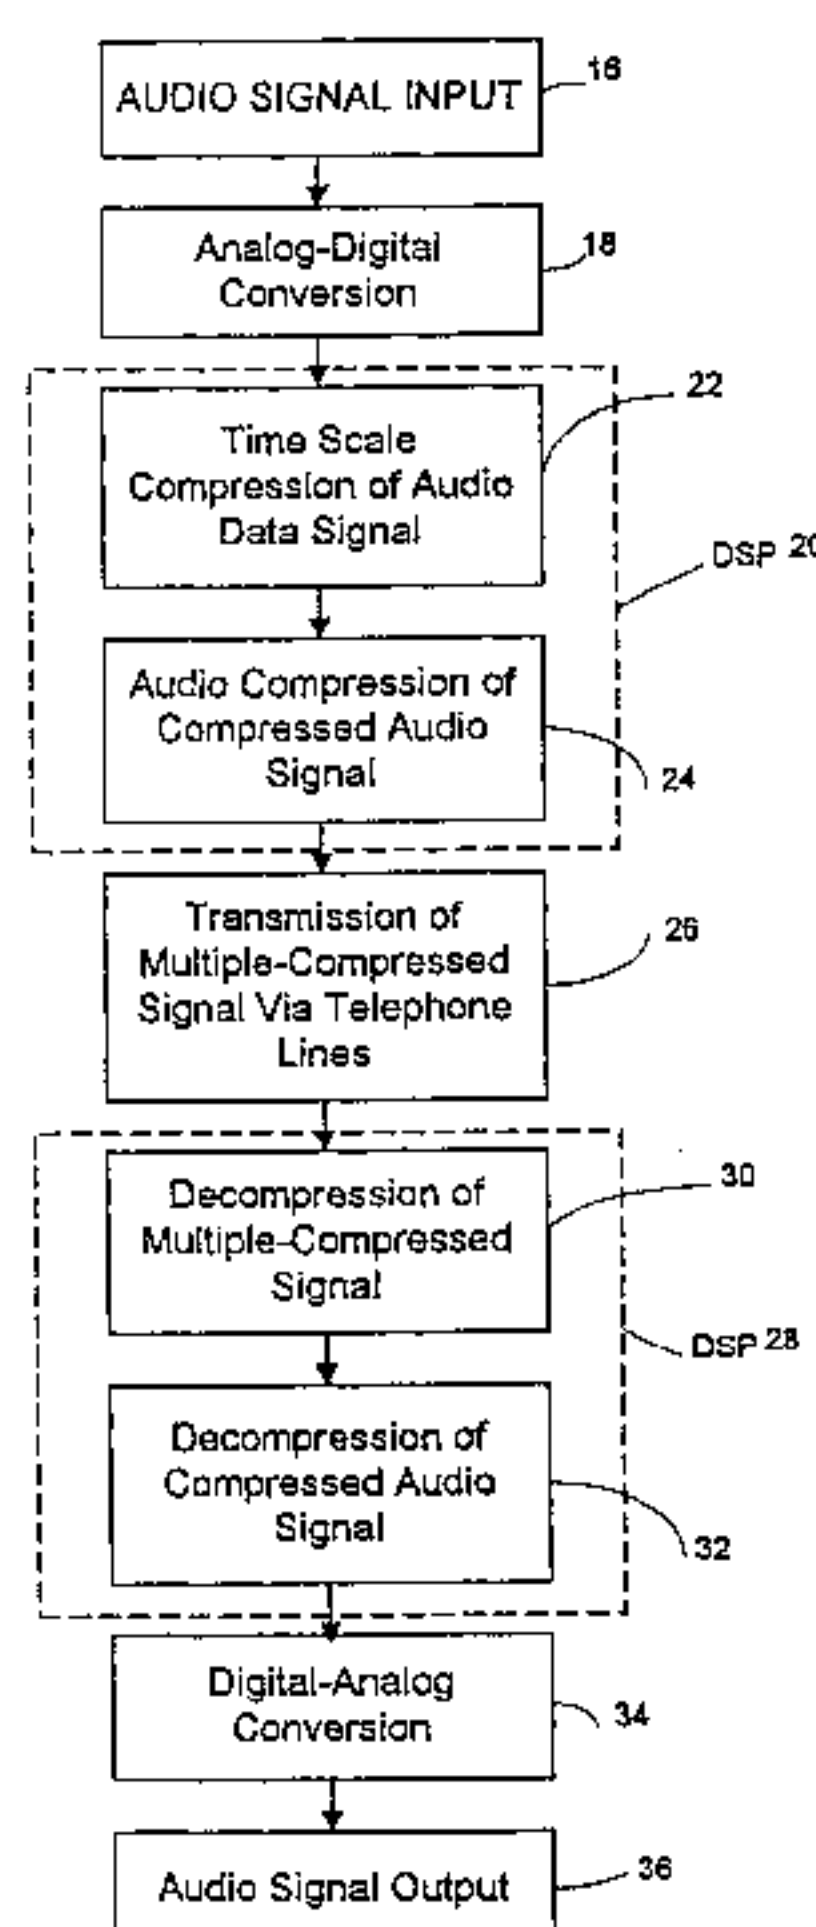 AUDIO SIGNAL INPUT
16
Analog-Digital
Conversion
18
Time Scale
Compression of Audio
Data Signal
22
DSP 20
Audio Compression of
Compressed Audio
Signal
24
Transmission of
Multiple-Compressed
Signal Via Telephone
Lines
26
Decompression of
Multiple-Compressed
Signal
30
DSP 28
Decompression of
Compressed Audio
Signal
32
Digital-Analog
Conversion
34
Audio Signal Output
36